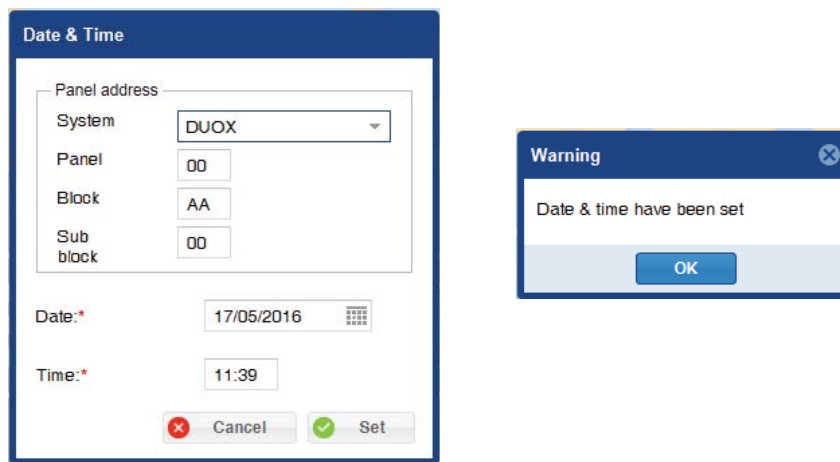 Date & Time
Panel address
System DUOX
Panel 00
Block AA
Sub block 00
Date:* 17/05/2016
Time:* 11:39
Cancel Set
Warning
Date & time have been set
OK